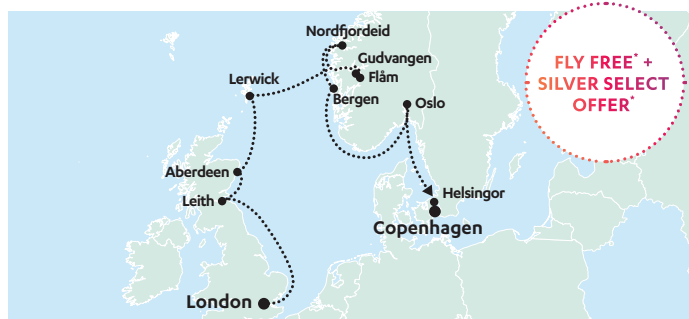 Nordfjordeid
Gudvangen
Flåm
Lerwick
Bergen
Oslo
Aberdeen
Leith
Helsingor
Copenhagen
London
FLY FREE* +
SILVER SELECT
OFFER*